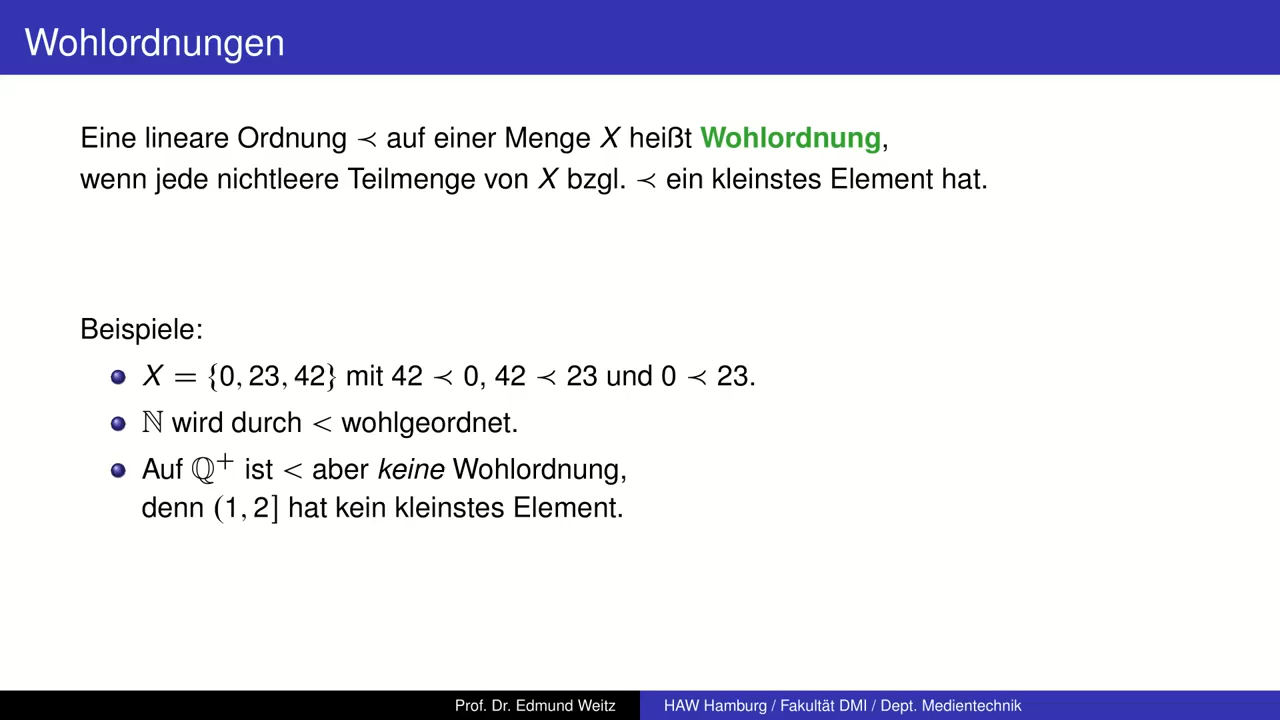 Wohlordnungen
Eine lineare Ordnung ≺ auf einer Menge X heißt Wohlordnung,
wenn jede nichtleere Teilmenge von X bzgl. ≺ ein kleinstes Element hat.
Beispiele:
X = {0, 23, 42} mit 42 ≺ 0, 42 ≺ 23 und 0 ≺ 23.
ℕ wird durch < wohlgeordnet.
Auf ℚ⁺ ist < aber keine Wohlordnung,
denn (1, 2] hat kein kleinstes Element.
Prof. Dr. Edmund Weitz HAW Hamburg / Fakultät DMI / Dept. Medientechnik